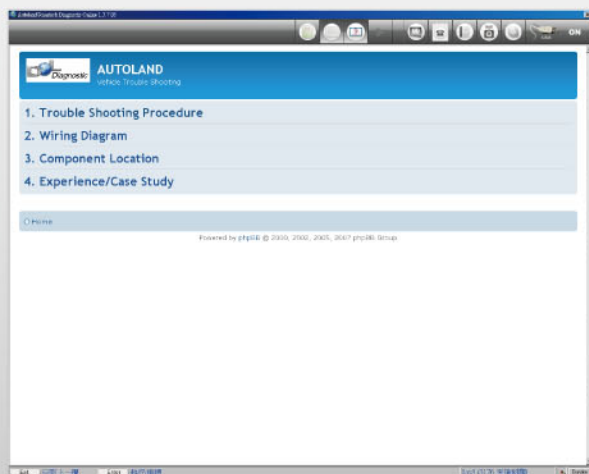 ON
Diagnostic
AUTOLAND
Vehicle Trouble Shooting
1. Trouble Shooting Procedure
2. Wiring Diagram
3. Component Location
4. Experience/Case Study
Home
Powered by phpBB © 2000, 2002, 2005, 2007 phpBB Group